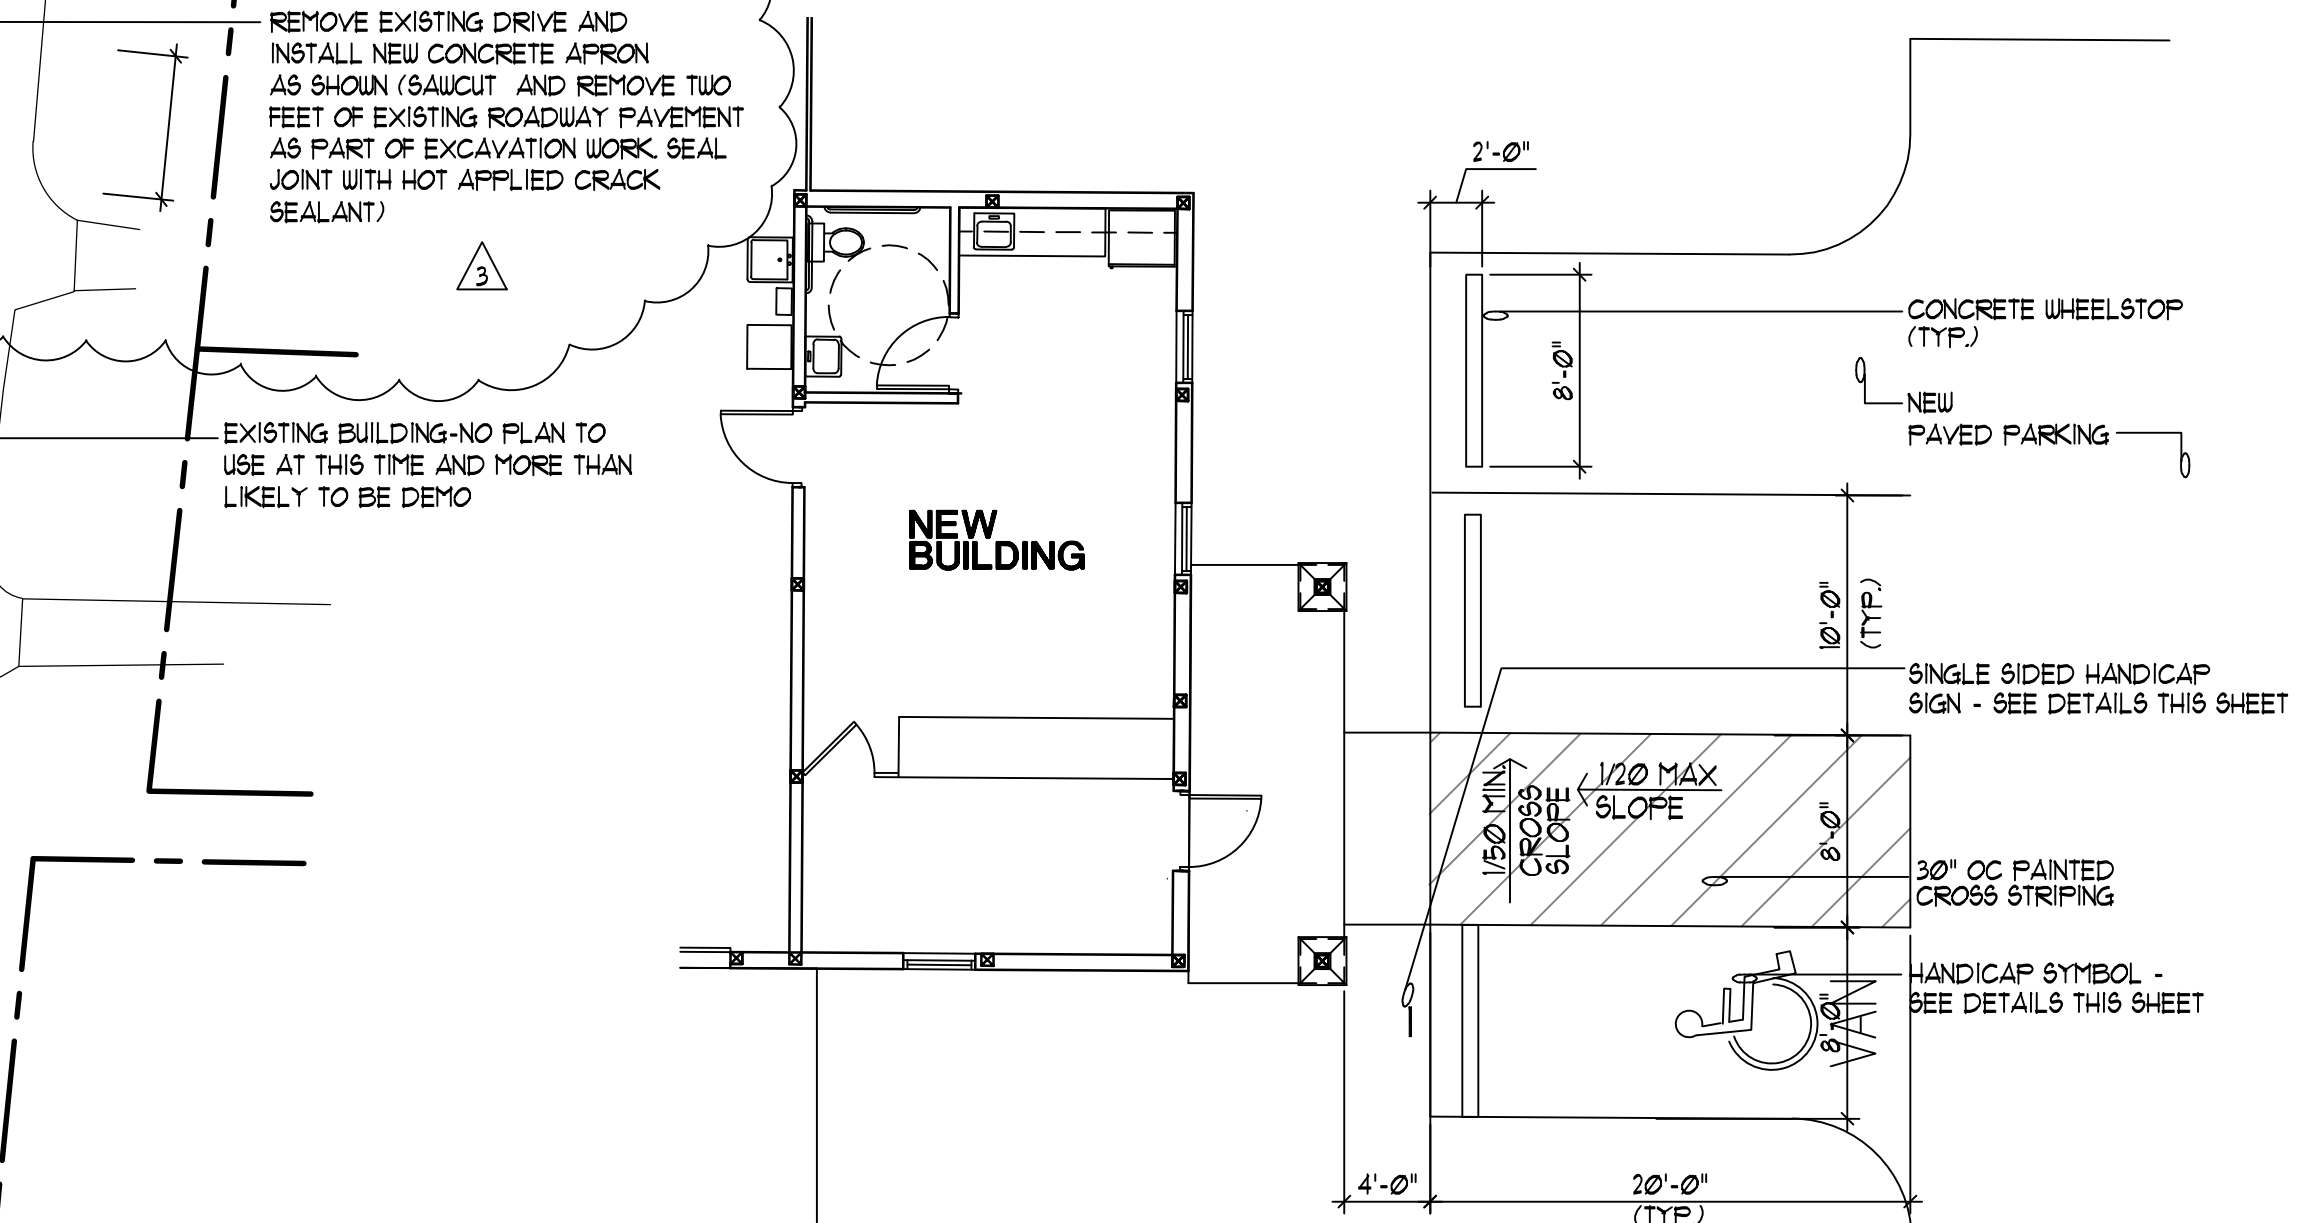 REMOVE EXISTING DRIVE AND
INSTALL NEW CONCRETE APRON
AS SHOWN (SAWCUT AND REMOVE TWO
FEET OF EXISTING ROADWAY PAVEMENT
AS PART OF EXCAVATION WORK. SEAL
JOINT WITH HOT APPLIED CRACK
SEALANT)
3
EXISTING BUILDING-NO PLAN TO
USE AT THIS TIME AND MORE THAN
LIKELY TO BE DEMO
NEW
BUILDING
2'-0"
8'-0"
CONCRETE WHEELSTOP
(TYP.)
NEW
PAVED PARKING
10'-0"
(TYP.)
SINGLE SIDED HANDICAP
SIGN - SEE DETAILS THIS SHEET
1/50 MIN.
CROSS
SLOPE
1/20 MAX
SLOPE
8'-0"
30" OC PAINTED
CROSS STRIPING
HANDICAP SYMBOL -
SEE DETAILS THIS SHEET
8'-0"
VAN
4'-0"
20'-0"
(TYP.)